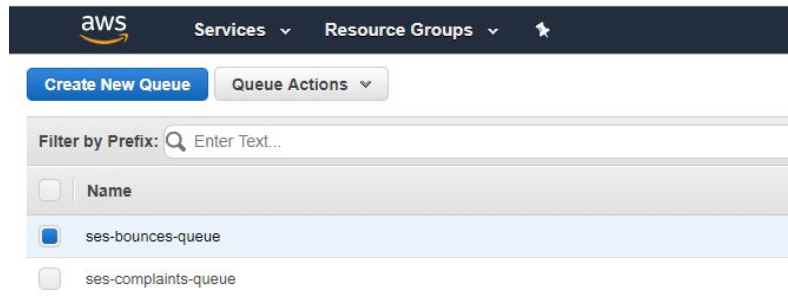 aws Services Resource Groups
Create New Queue Queue Actions
Filter by Prefix: Enter Text...
Name
ses-bounces-queue
ses-complaints-queue